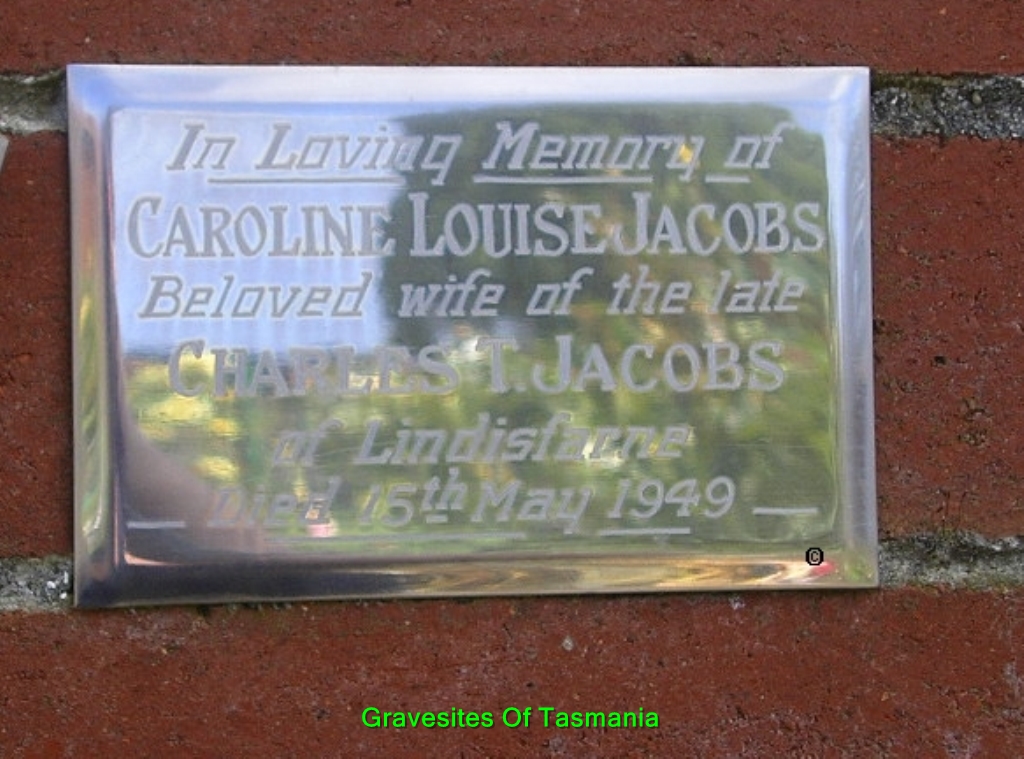 In Loving Memory of
CAROLINE LOUISE JACOBS
Beloved wife of the late
CHARLES T. JACOBS
of Lindisfarne
Died 15th May 1949
©
Gravesites Of Tasmania